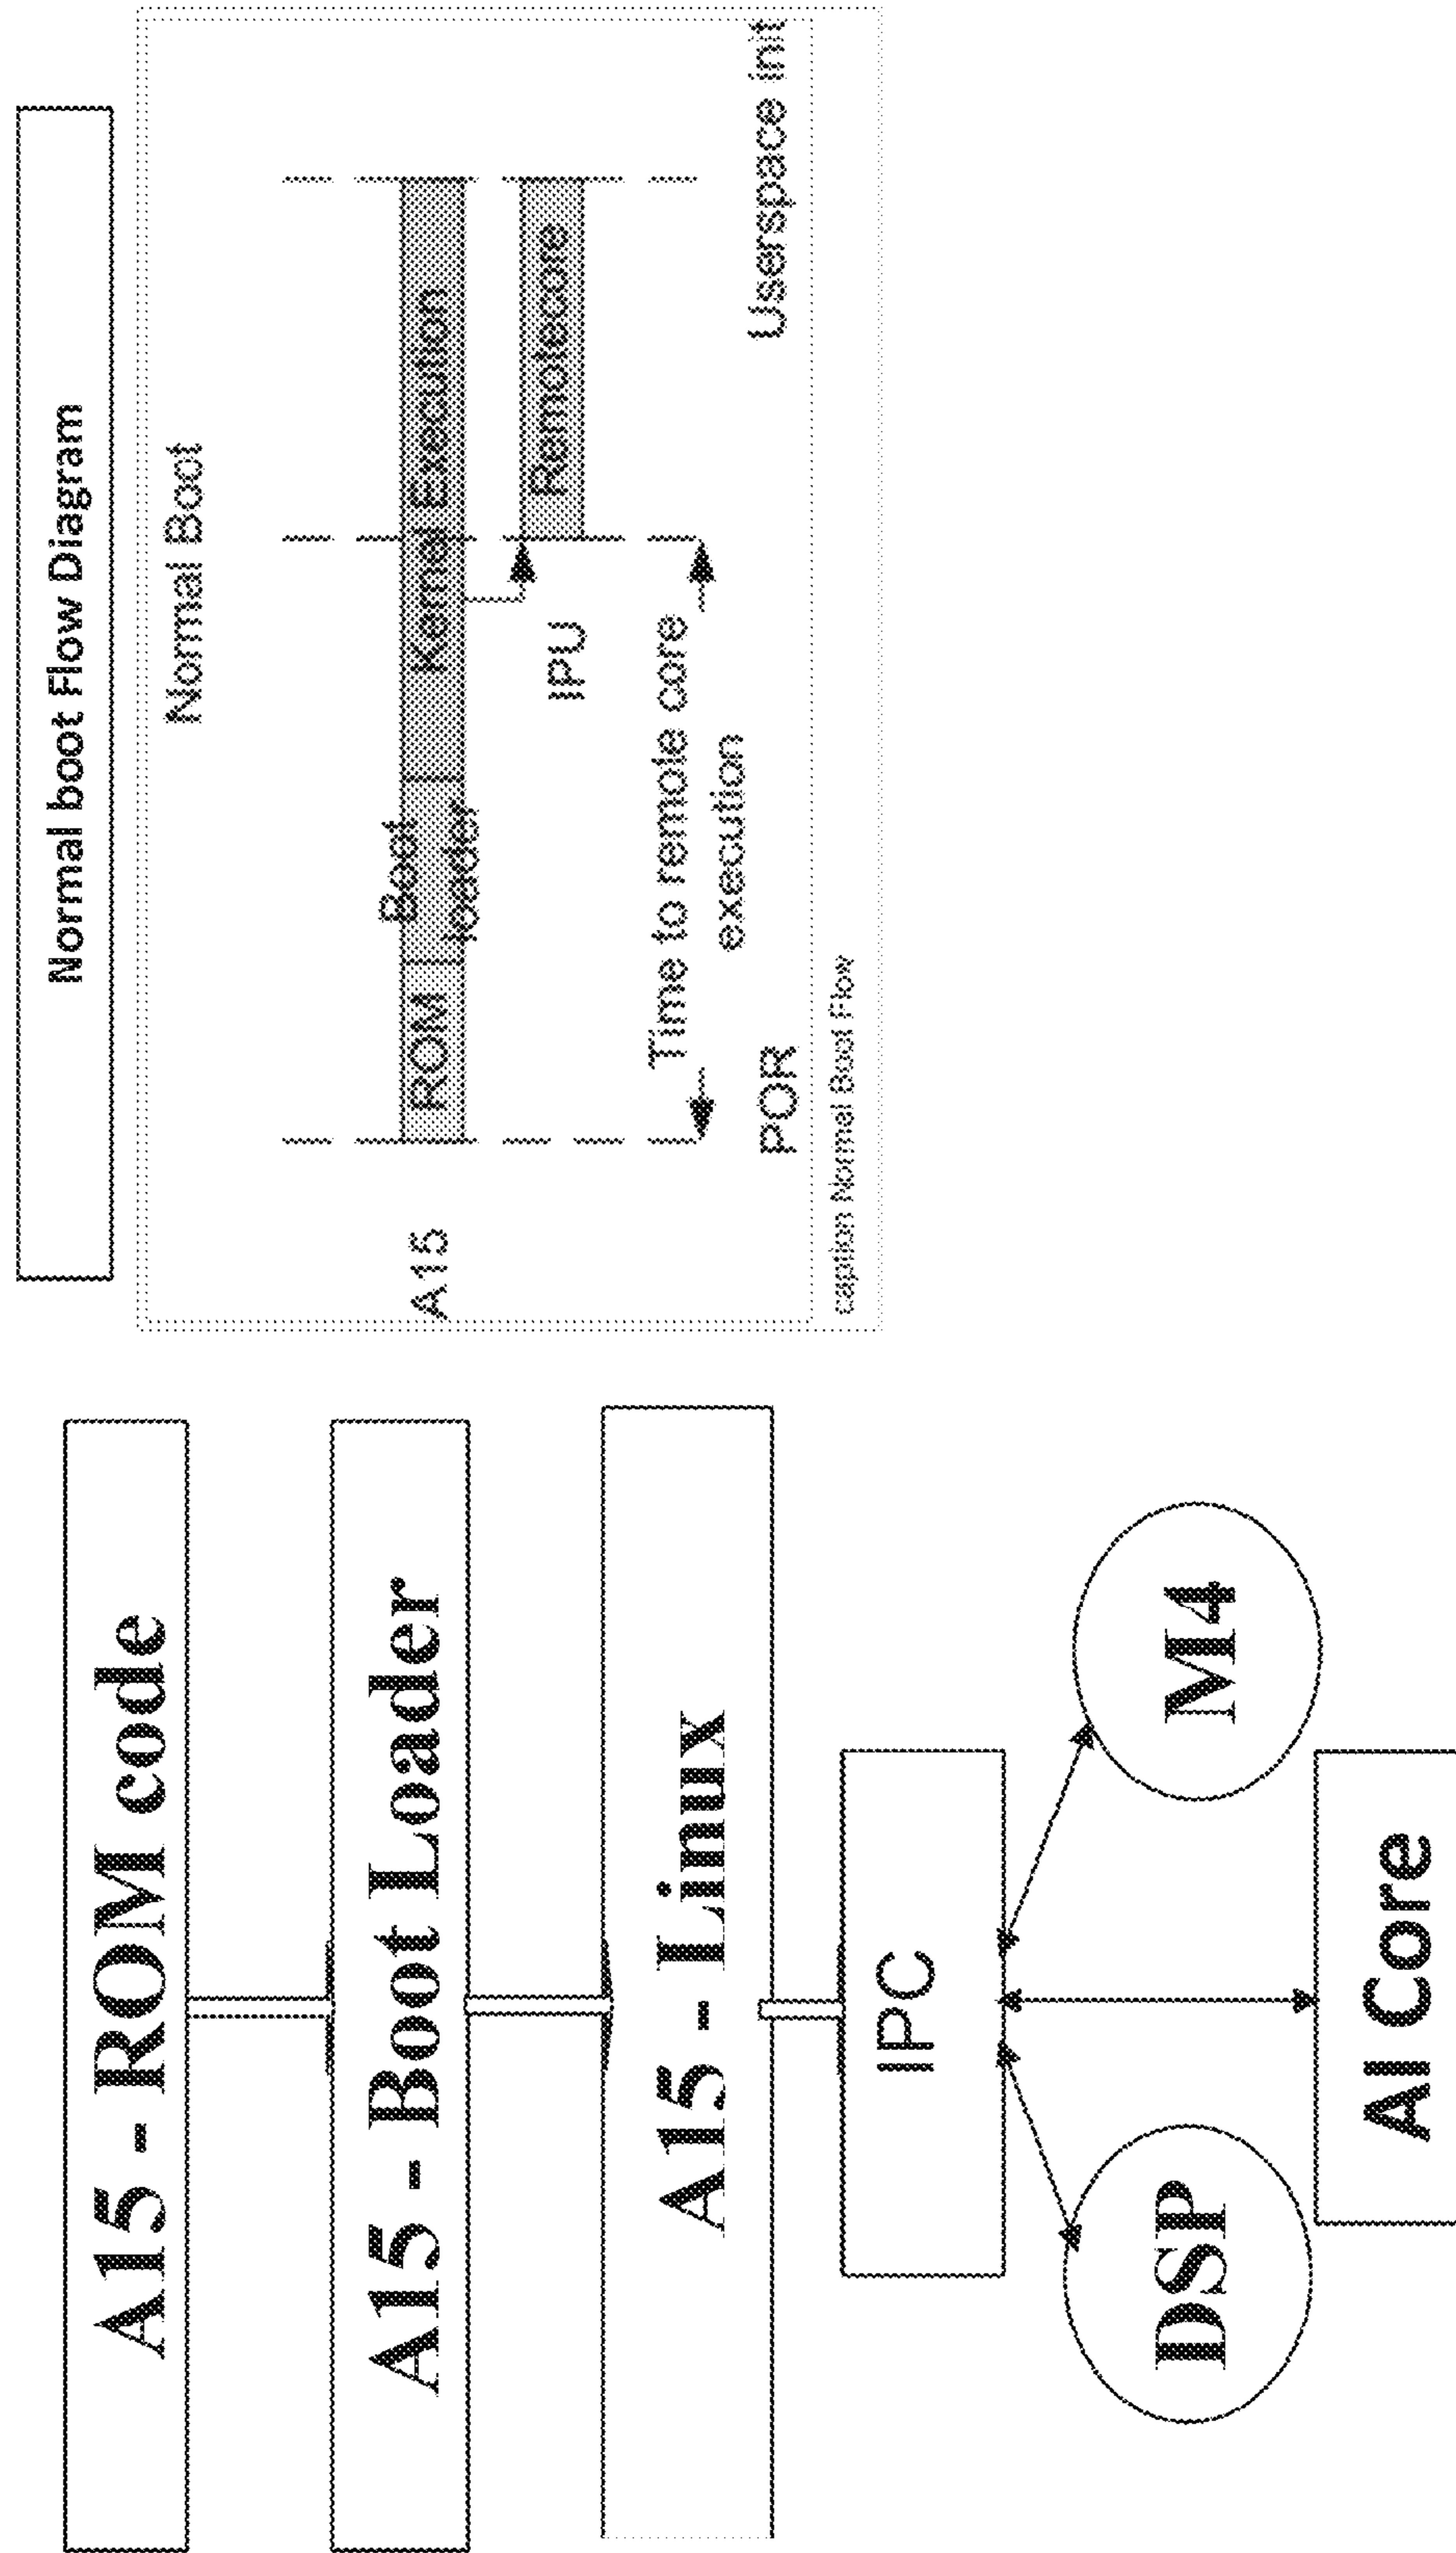 A15 - ROM code
A15 - Boot Loader
A15 - Linux
IPC
DSP
M4
AI Core
Normal boot Flow Diagram
Normal Boot
A15
ROM
Boot
loader
Kernal Execution
IPU
Remotecore
Time to remote core
execution
POR
Userspace init
caption Normal Boot Flow